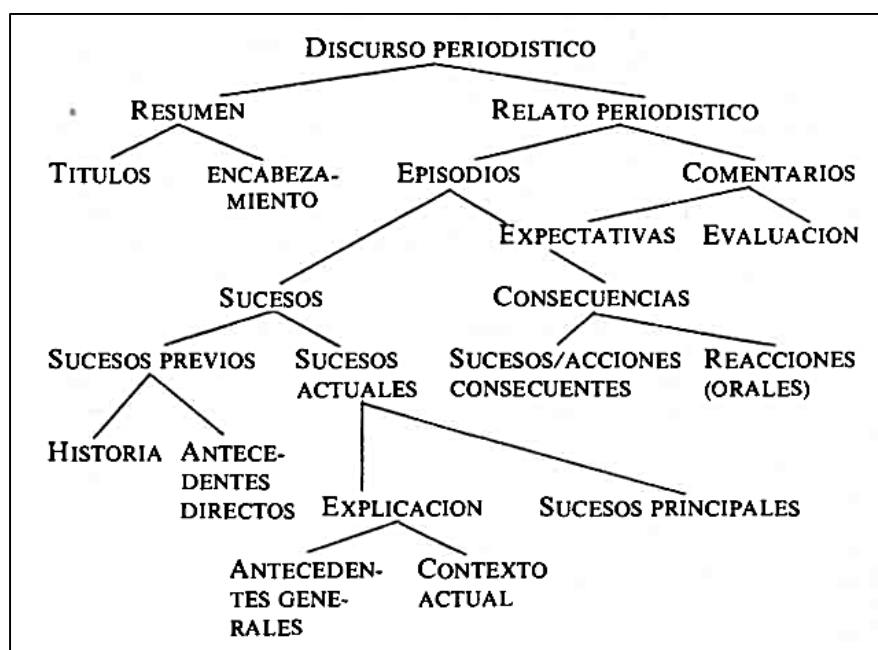 DISCURSO PERIODISTICO
RESUMEN
RELATO PERIODISTICO
TITULOS
ENCABEZA-
MIENTO
EPISODIOS
COMENTARIOS
EXPECTATIVAS
EVALUACION
SUCESOS
CONSECUENCIAS
SUCESOS PREVIOS
SUCESOS
ACTUALES
SUCESOS/ACCIONES
CONSECUENTES
REACCIONES
(ORALES)
HISTORIA
ANTECE-
DENTES
DIRECTOS
EXPLICACION
SUCESOS PRINCIPALES
ANTECEDEN-
TES GENE-
RALES
CONTEXTO
ACTUAL